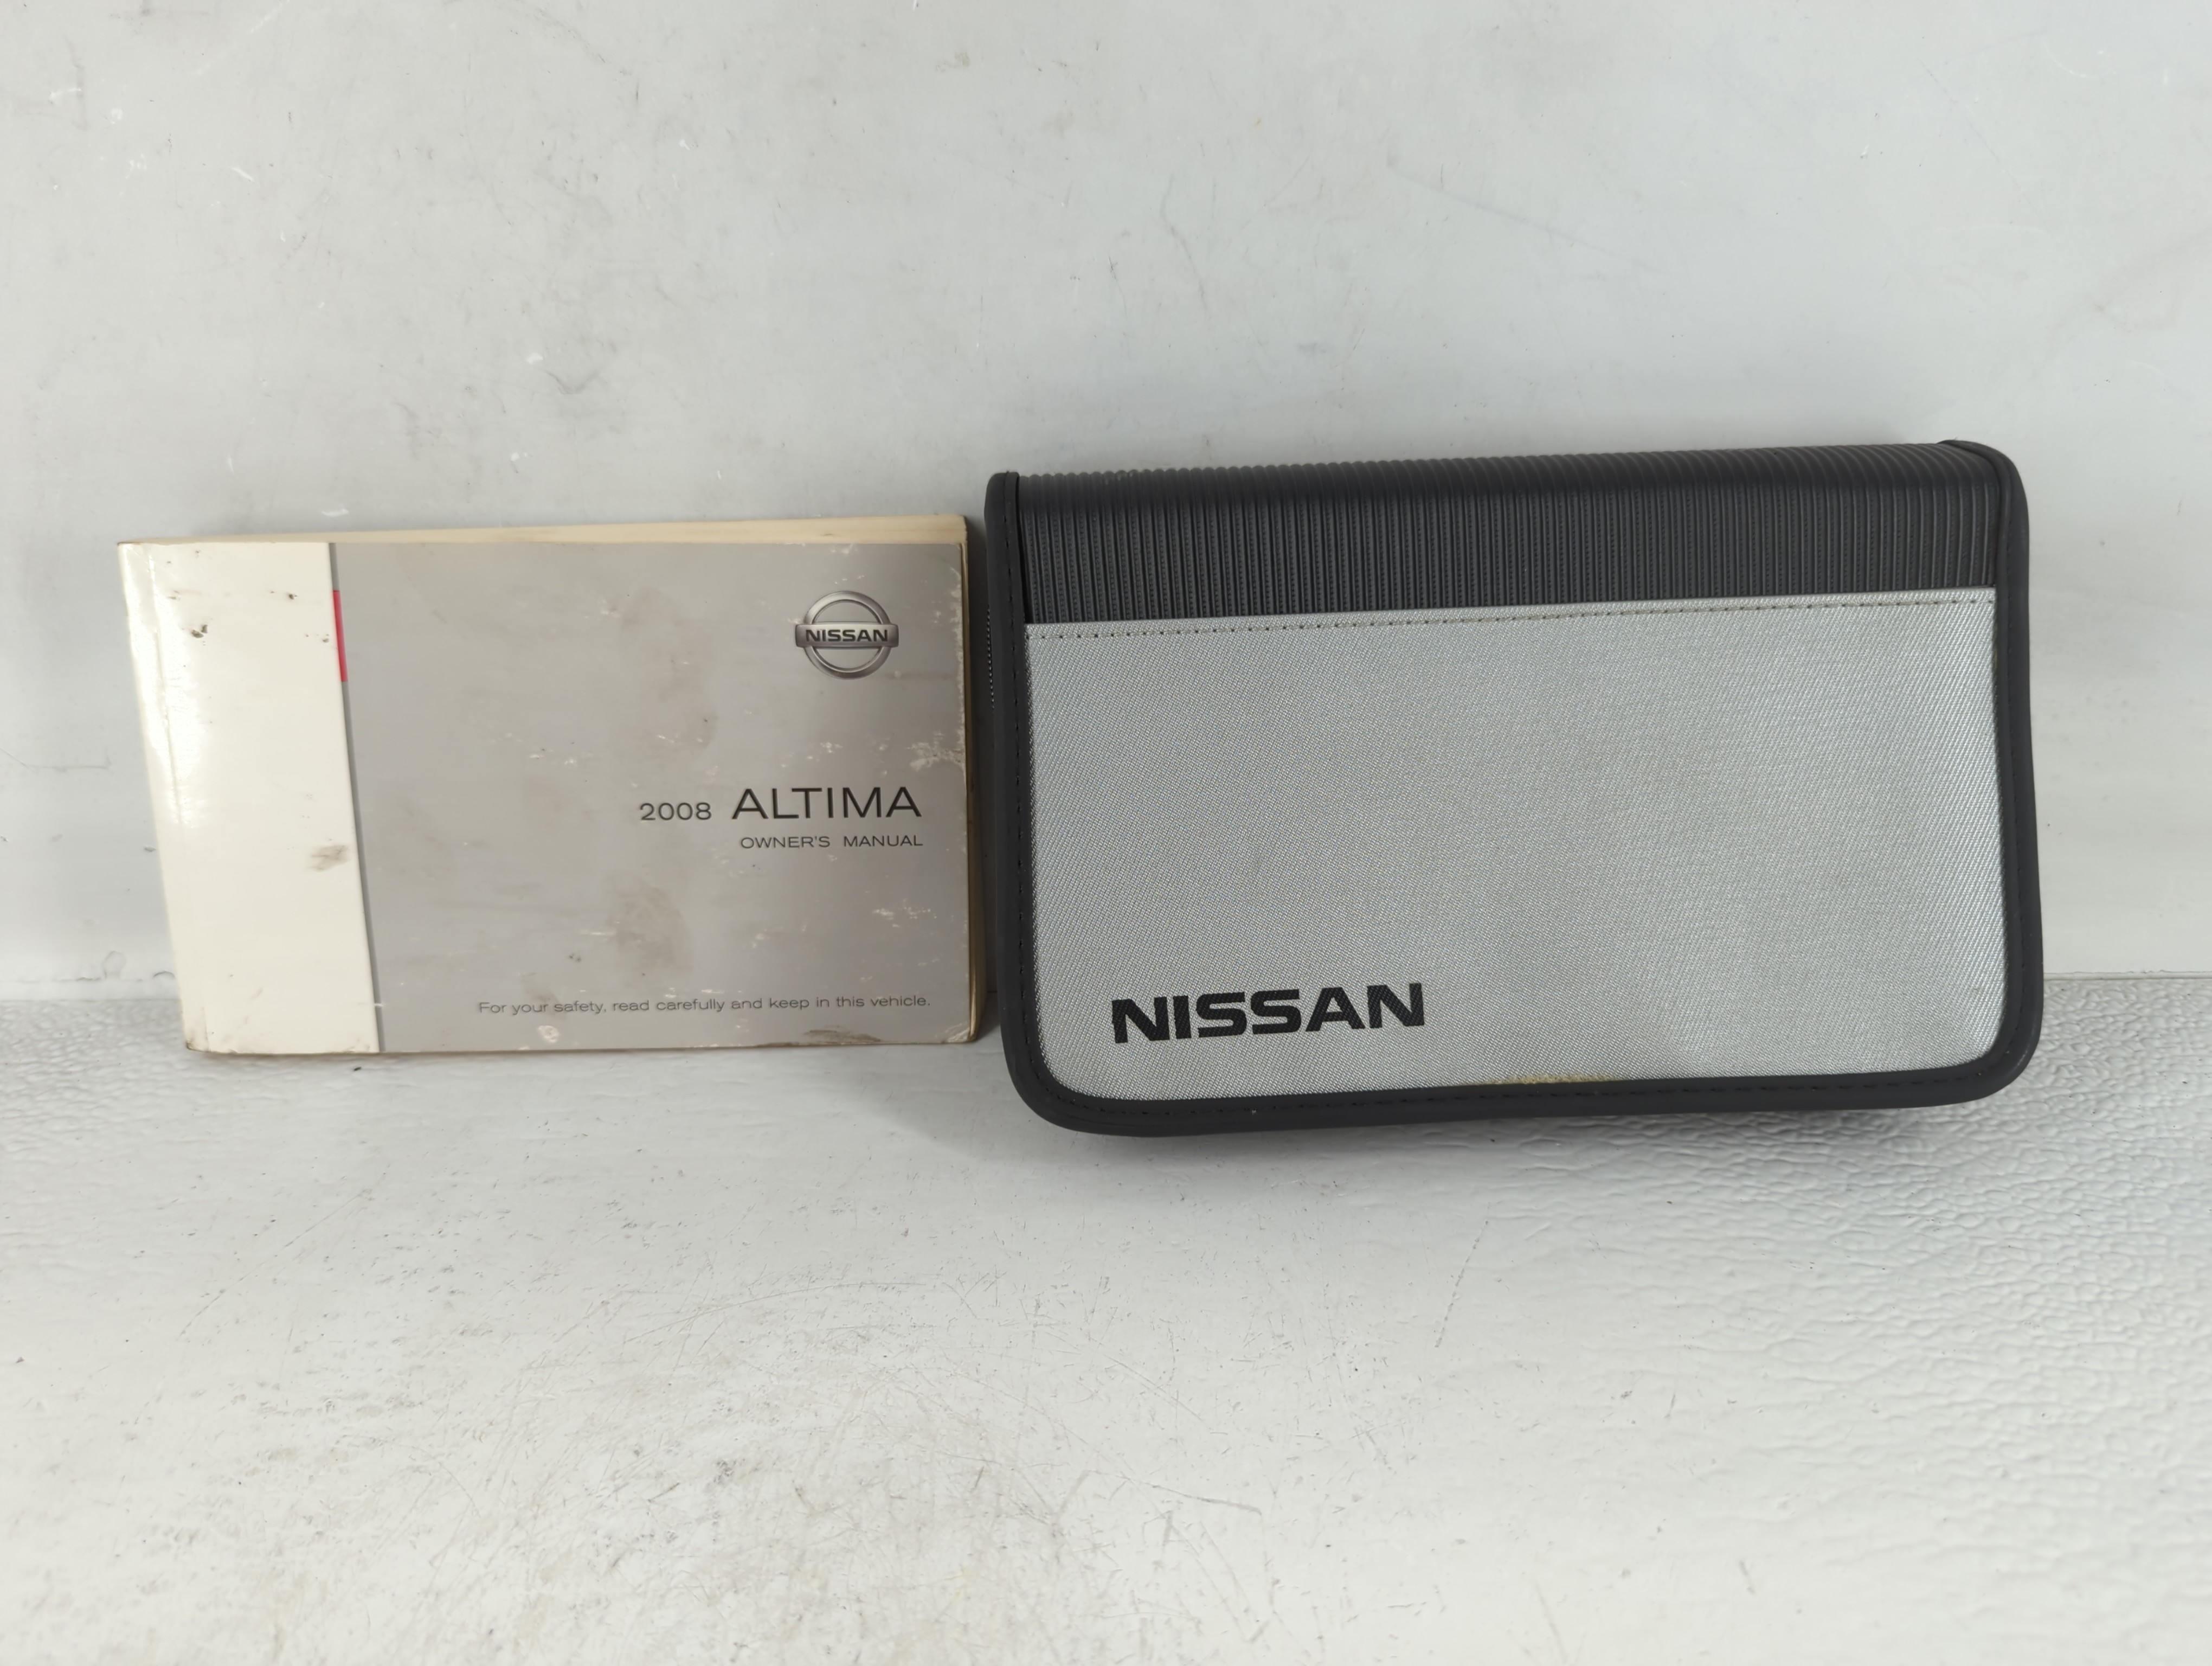 NISSAN
2008 ALTIMA
OWNER'S MANUAL
For your safety, read carefully and keep in this vehicle.
NISSAN